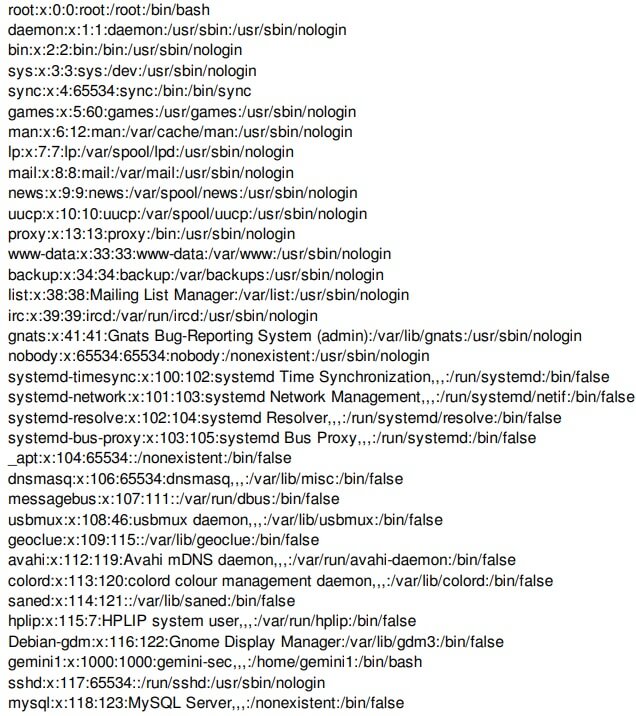 root:x:0:0:root:/root:/bin/bash
daemon:x:1:1:daemon:/usr/sbin:/usr/sbin/nologin
bin:x:2:2:bin:/bin:/usr/sbin/nologin
sys:x:3:3:sys:/dev:/usr/sbin/nologin
sync:x:4:65534:sync:/bin:/bin/sync
games:x:5:60:games:/usr/games:/usr/sbin/nologin
man:x:6:12:man:/var/cache/man:/usr/sbin/nologin
lp:x:7:7:lp:/var/spool/lpd:/usr/sbin/nologin
mail:x:8:8:mail:/var/mail:/usr/sbin/nologin
news:x:9:9:news:/var/spool/news:/usr/sbin/nologin
uucp:x:10:10:uucp:/var/spool/uucp:/usr/sbin/nologin
proxy:x:13:13:proxy:/bin:/usr/sbin/nologin
www-data:x:33:33:www-data:/var/www:/usr/sbin/nologin
backup:x:34:34:backup:/var/backups:/usr/sbin/nologin
list:x:38:38:Mailing List Manager:/var/list:/usr/sbin/nologin
irc:x:39:39:ircd:/var/run/ircd:/usr/sbin/nologin
gnats:x:41:41:Gnats Bug-Reporting System (admin):/var/lib/gnats:/usr/sbin/nologin
nobody:x:65534:65534:nobody:/nonexistent:/usr/sbin/nologin
systemd-timesync:x:100:102:systemd Time Synchronization,,,:/run/systemd:/bin/false
systemd-network:x:101:103:systemd Network Management,,,:/run/systemd/netif:/bin/false
systemd-resolve:x:102:104:systemd Resolver,,,:/run/systemd/resolve:/bin/false
systemd-bus-proxy:x:103:105:systemd Bus Proxy,,,:/run/systemd:/bin/false
_apt:x:104:65534::/nonexistent:/bin/false
dnsmasq:x:106:65534:dnsmasq,,,:/var/lib/misc:/bin/false
messagebus:x:107:111::/var/run/dbus:/bin/false
usbmux:x:108:46:usbmux daemon,,,:/var/lib/usbmux:/bin/false
geoclue:x:109:115::/var/lib/geoclue:/bin/false
avahi:x:112:119:Avahi mDNS daemon,,,:/var/run/avahi-daemon:/bin/false
colord:x:113:120:colord colour management daemon,,,:/var/lib/colord:/bin/false
saned:x:114:121::/var/lib/saned:/bin/false
hplip:x:115:7:HPLIP system user,,,:/var/run/hplip:/bin/false
Debian-gdm:x:116:122:Gnome Display Manager:/var/lib/gdm3:/bin/false
gemini1:x:1000:1000:gemini-sec,,,:/home/gemini1:/bin/bash
sshd:x:117:65534::/run/sshd:/usr/sbin/nologin
mysql:x:118:123:MySQL Server,,,:/nonexistent:/bin/false